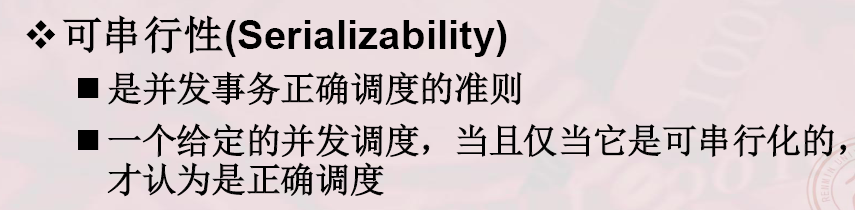 ❖可串行性(Serializability)
■是并发事务正确调度的准则
■一个给定的并发调度，当且仅当它是可串行化的，
才认为是正确调度